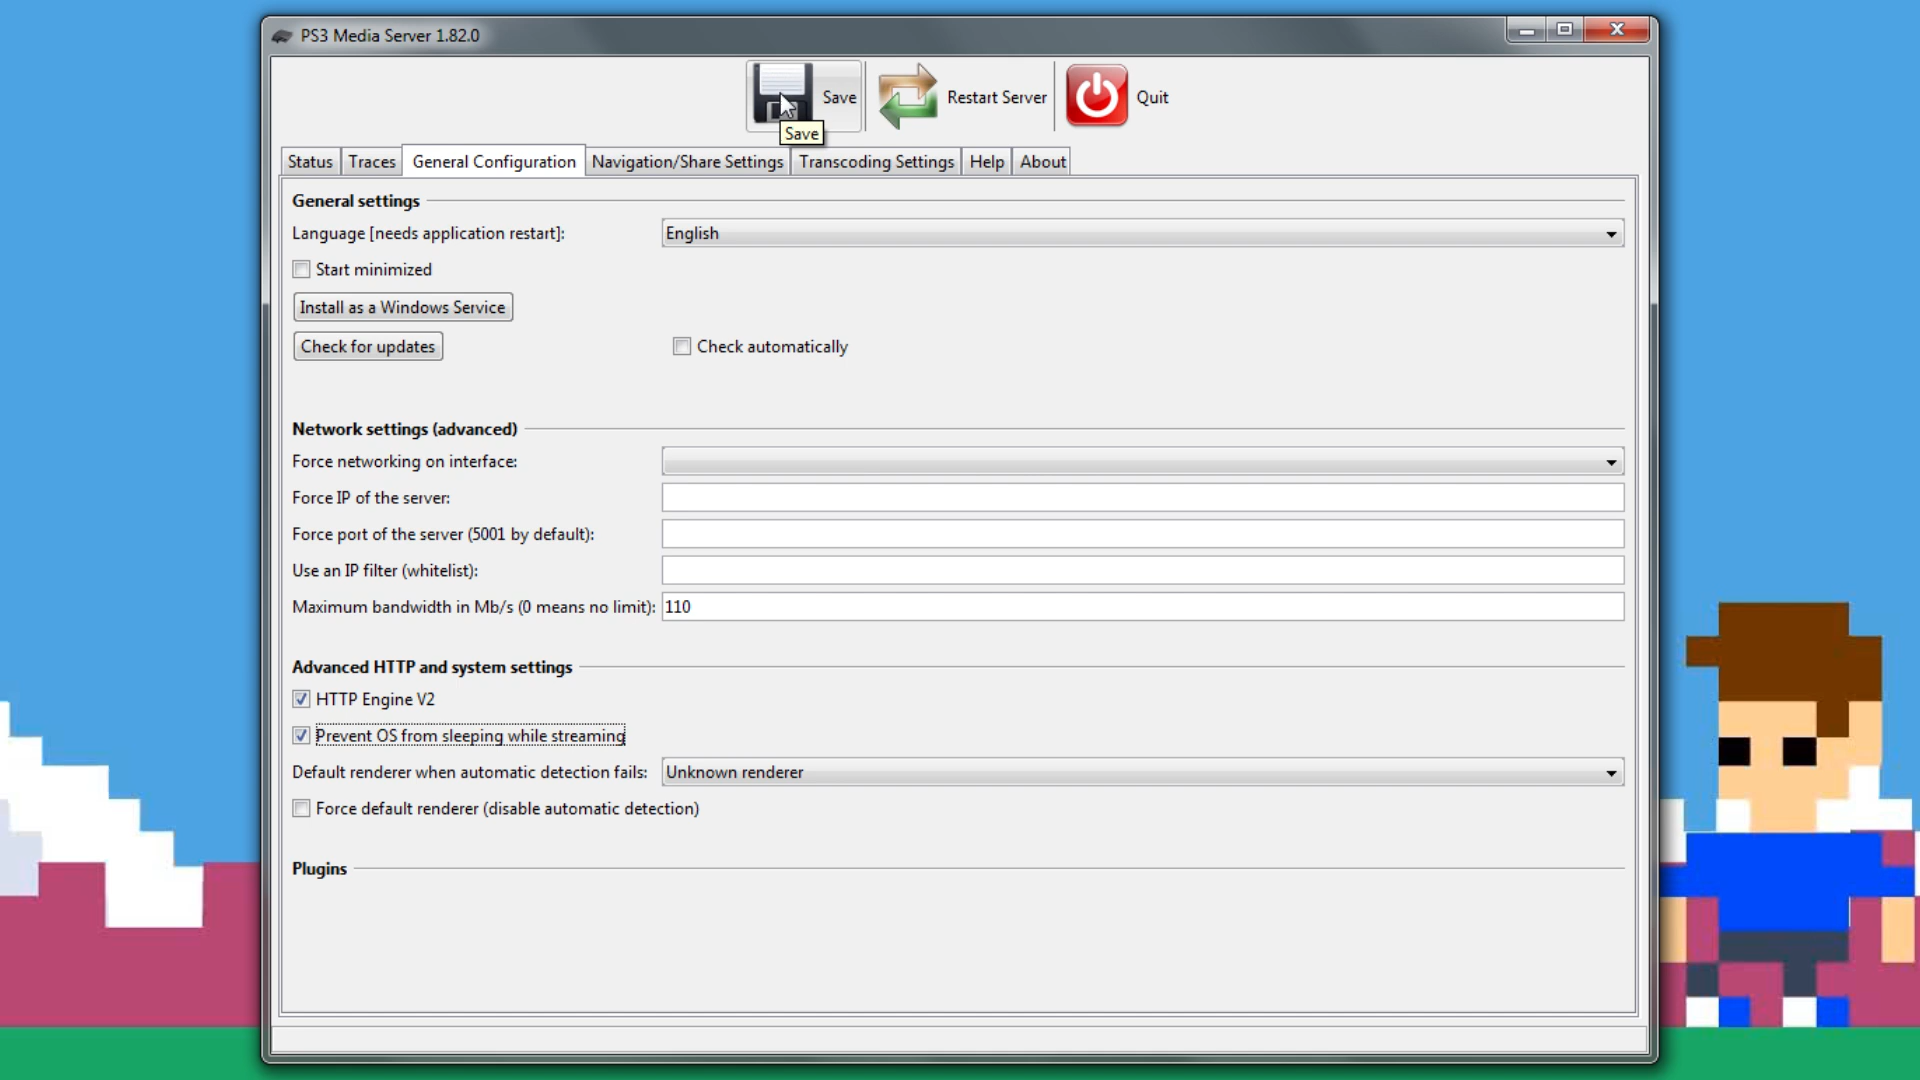 PS3 Media Server 1.82.0
Save
Restart Server
Quit
Save
Status
Traces
General Configuration
Navigation/Share Settings
Transcoding Settings
Help
About
General settings
Language [needs application restart]:
English
Start minimized
Install as a Windows Service
Check for updates
Check automatically
Network settings (advanced)
Force networking on interface:
Force IP of the server:
Force port of the server (5001 by default):
Use an IP filter (whitelist):
Maximum bandwidth in Mb/s (0 means no limit):
110
Advanced HTTP and system settings
HTTP Engine V2
Prevent OS from sleeping while streaming
Default renderer when automatic detection fails:
Unknown renderer
Force default renderer (disable automatic detection)
Plugins